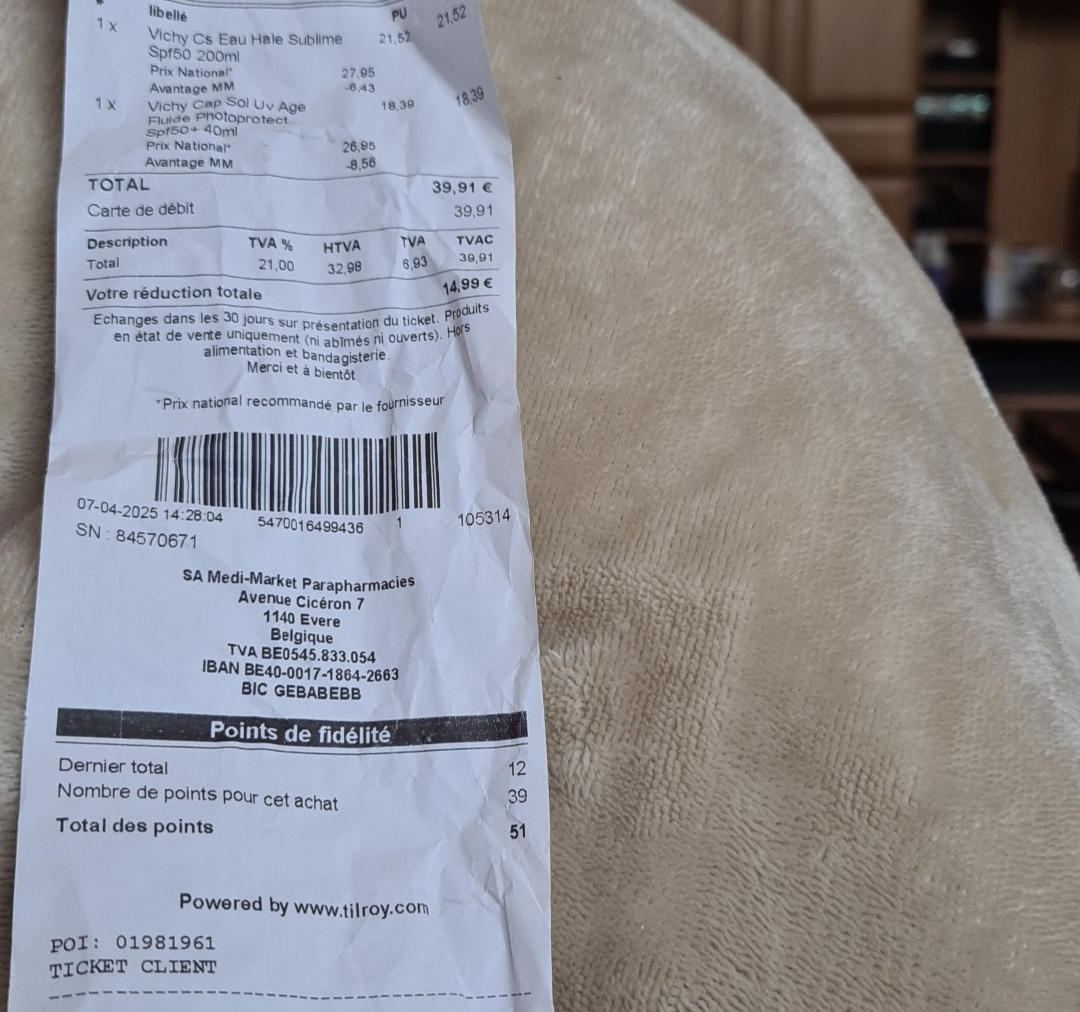 * libellé PU
1 x Vichy Cs Eau Hale Sublime 21,52 21,52
Spf50 200ml
Prix National* 27,95
Avantage MM -6,43
1 x Vichy Cap Sol Uv Age 18,39 18,39
Fluide Photoprotect
Spf50+ 40ml
Prix National* 26,95
Avantage MM -8,56
TOTAL 39,91 €
Carte de débit 39,91
Description TVA % HTVA TVA TVAC
Total 21,00 32,98 6,93 39,91
Votre réduction totale 14,99 €
Echanges dans les 30 jours sur présentation du ticket. Produits
en état de vente uniquement (ni abîmés ni ouverts). Hors
alimentation et bandagisterie.
Merci et à bientôt
*Prix national recommandé par le fournisseur
07-04-2025 14:28:04 5470016499436 1 105314
SN : 84570671
SA Medi-Market Parapharmacies
Avenue Cicéron 7
1140 Evere
Belgique
TVA BE0545.833.054
IBAN BE40-0017-1864-2663
BIC GEBABEBB
Points de fidélité
Dernier total 12
Nombre de points pour cet achat 39
Total des points 51
Powered by www.tilroy.com
POI: 01981961
TICKET CLIENT